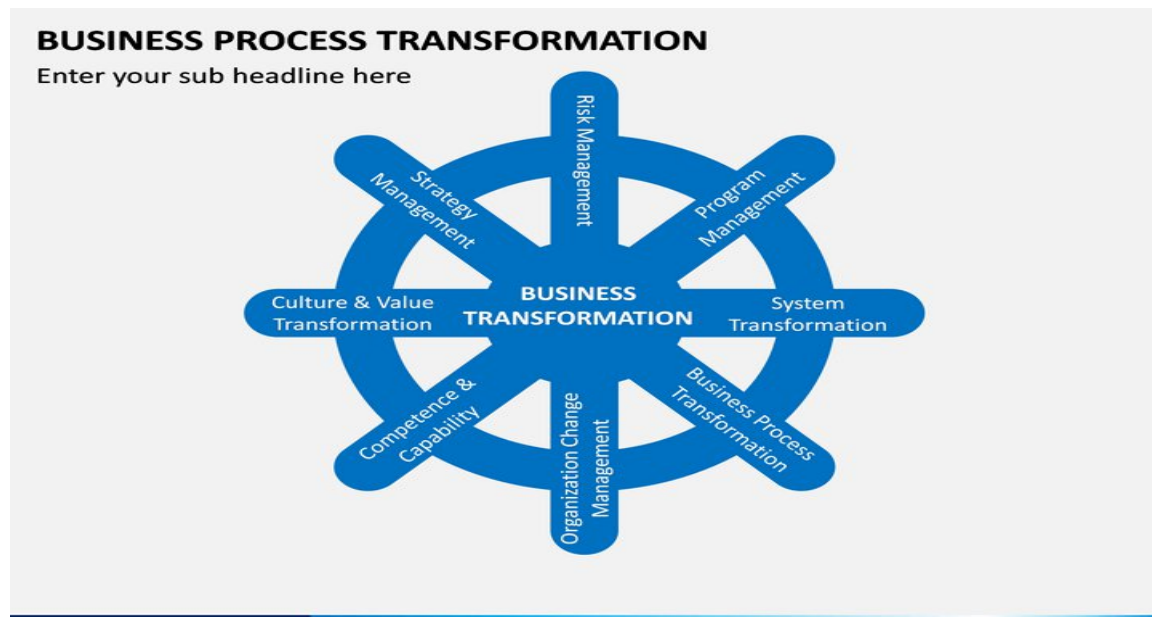 BUSINESS PROCESS TRANSFORMATION
Enter your sub headline here
Risk Management
Program
Management
System
Transformation
Business Process
Transformation
Organization Change
Management
Competence &
Capability
Culture & Value
Transformation
Strategy
Management
BUSINESS
TRANSFORMATION